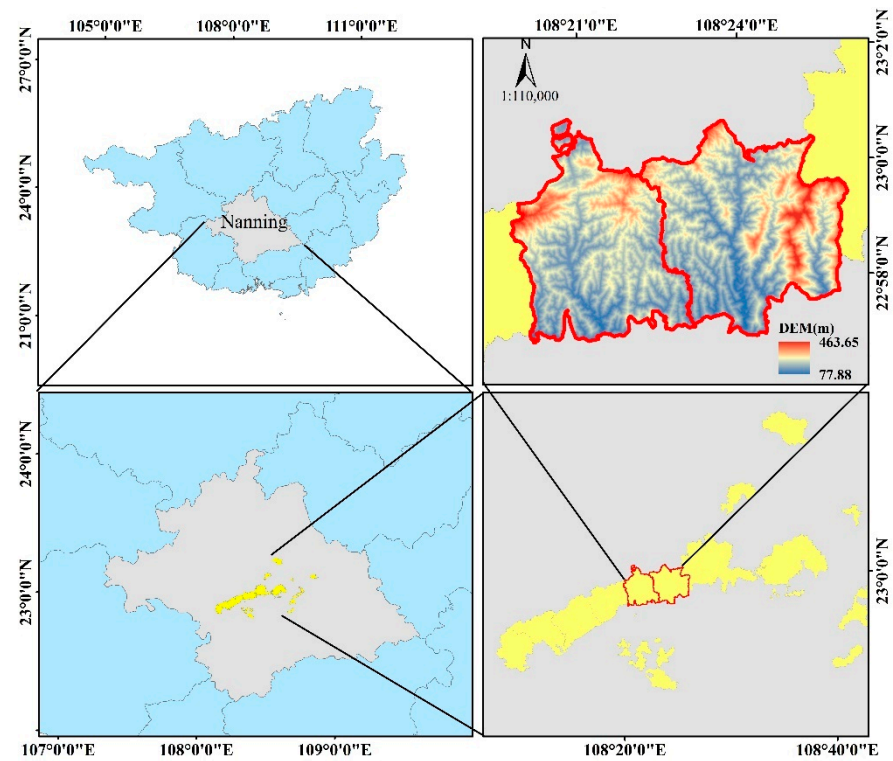 105°0'0"E 108°0'0"E 111°0'0"E
27°0'0"N
24°0'0"N
21°0'0"N
Nanning
108°21'0"E 108°24'0"E
N
1:110,000
23°2'0"N
23°0'0"N
22°58'0"N
DEM(m)
463.65
77.88
24°0'0"N
23°0'0"N
107°0'0"E 108°0'0"E 109°0'0"E
23°0'0"N
108°20'0"E 108°40'0"E